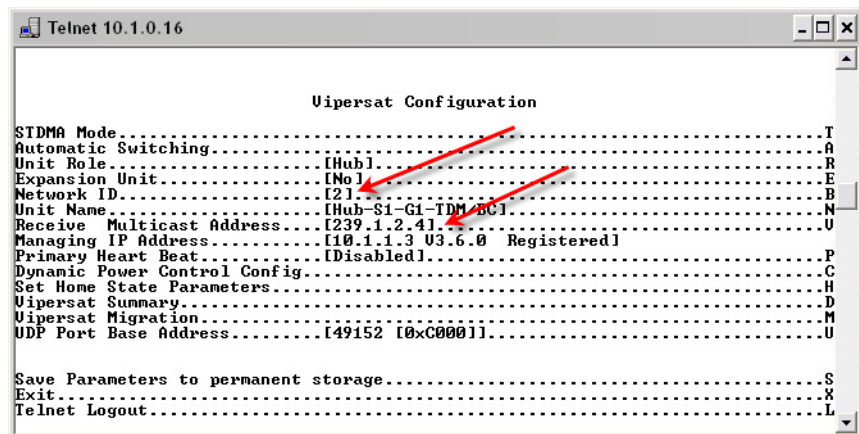 Telnet 10.1.0.16
Vipersat Configuration
STDMA Mode..............................................................................T
Automatic Switching.....................................................................A
Unit Role..................[Hub]........................................................R
Expansion Unit.............[No].........................................................E
Network ID.................[2]..........................................................B
Unit Name..................[Hub-S1-G1-TDM/BC]...........................................N
Receive  Multicast Address...[239.1.2.4]................................................V
Managing IP Address..........[10.1.1.3 V3.6.0  Registered]
Primary Heart Beat...........[Disabled].................................................P
Dynamic Power Control Config............................................................C
Set Home State Parameters...............................................................H
Vipersat Summary........................................................................D
Vipersat Migration......................................................................M
UDP Port Base Address........[49152 [0xC000]]...........................................U
Save Parameters to permanent storage....................................................S
Exit....................................................................................X
Telnet Logout...........................................................................L